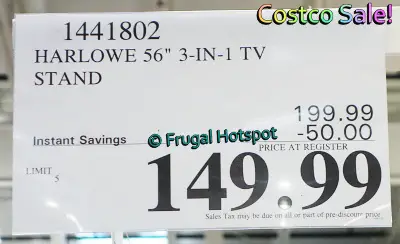 Costco Sale!
1441802
HARLOWE 56" 3-IN-1 TV
STAND
199.99
Instant Savings -50.00
© Frugal Hotspot
PRICE AT REGISTER
LIMIT 5
149.99
Sales Tax may be due on all or part of pre-discount price